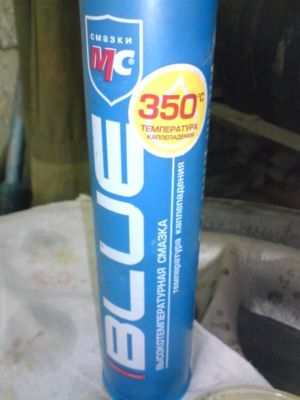 смазки
МС®
350°С
ТЕМПЕРАТУРА
КАПЛЕПАДЕНИЯ
BLUE
ВЫСОКОТЕМПЕРАТУРНАЯ СМАЗКА
температура каплепадения